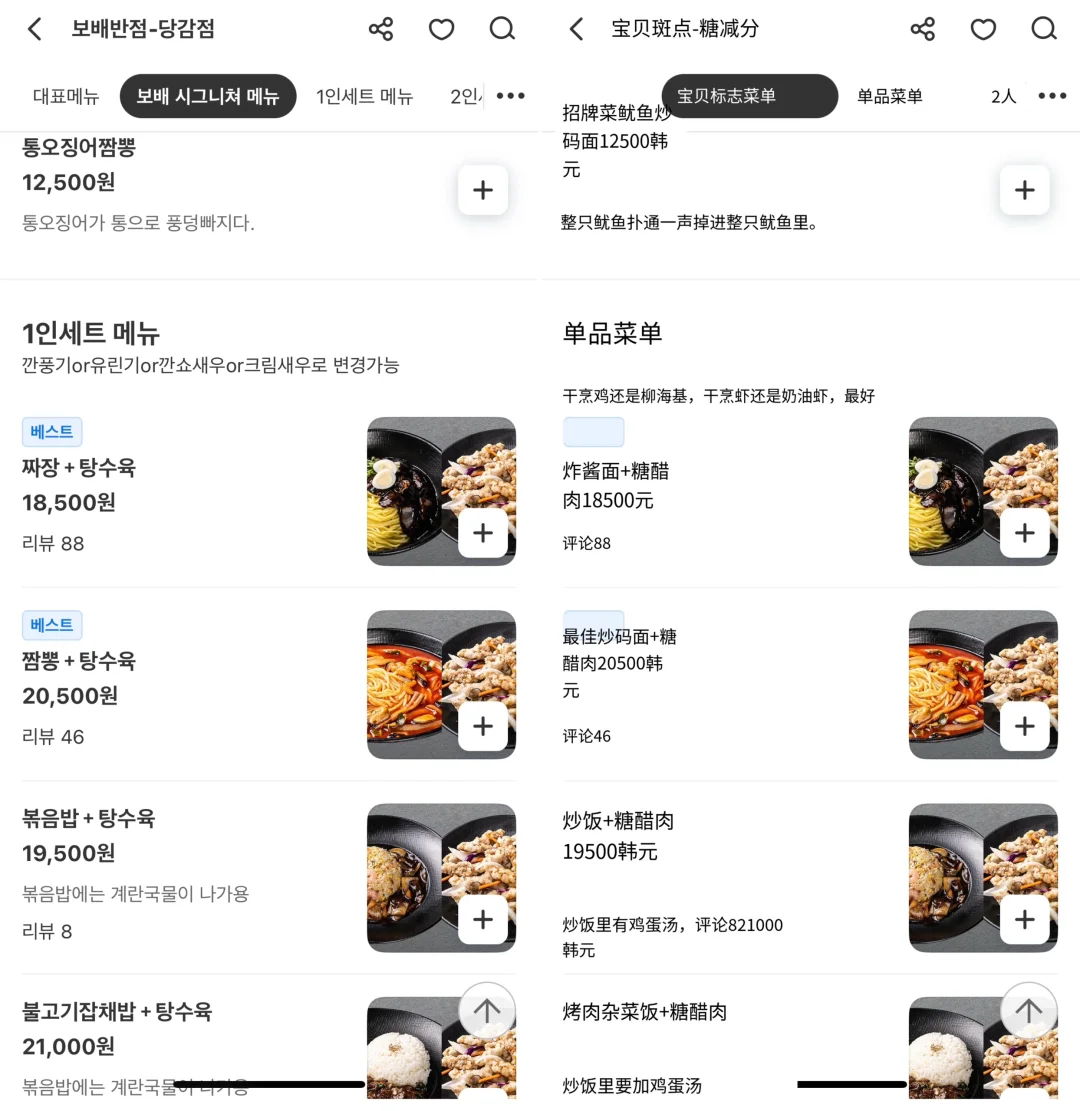 보배반점-당감점
대표메뉴 보배 시그니쳐 메뉴 1인세트 메뉴
통오징어짬뽕
12,500원
통오징어가 통으로 풍덩빠지다.
1인세트 메뉴
깐풍기or유린기or깐쇼새우or크림새우로 변경가능
베스트
짜장 + 탕수육
18,500원
리뷰 88
베스트
짬뽕 + 탕수육
20,500원
리뷰 46
볶음밥 + 탕수육
19,500원
볶음밥에는 계란국물이 나가용
리뷰 8
불고기잡채밥 + 탕수육
21,000원
볶음밥에는 계란국물이 나가용
宝贝斑点-糖减分
宝贝标志菜单 单品菜单 2人
招牌菜鱿鱼炒
码面12500韩
元
整只鱿鱼扑通一声掉进整只鱿鱼里。
单品菜单
干烹鸡还是柳海基，干烹虾还是奶油虾，最好
炸酱面+糖醋
肉18500元
评论88
最佳炒码面+糖
醋肉20500韩
元
评论46
炒饭+糖醋肉
19500韩元
炒饭里有鸡蛋汤，评论821000
韩元
烤肉杂菜饭+糖醋肉
炒饭里要加鸡蛋汤